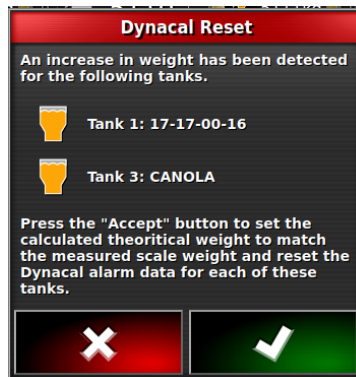 Dynacal Reset
An increase in weight has been detected
for the following tanks.
Tank 1: 17-17-00-16
Tank 3: CANOLA
Press the "Accept" button to set the
calculated theoritical weight to match
the measured scale weight and reset the
Dynacal alarm data for each of these
tanks.